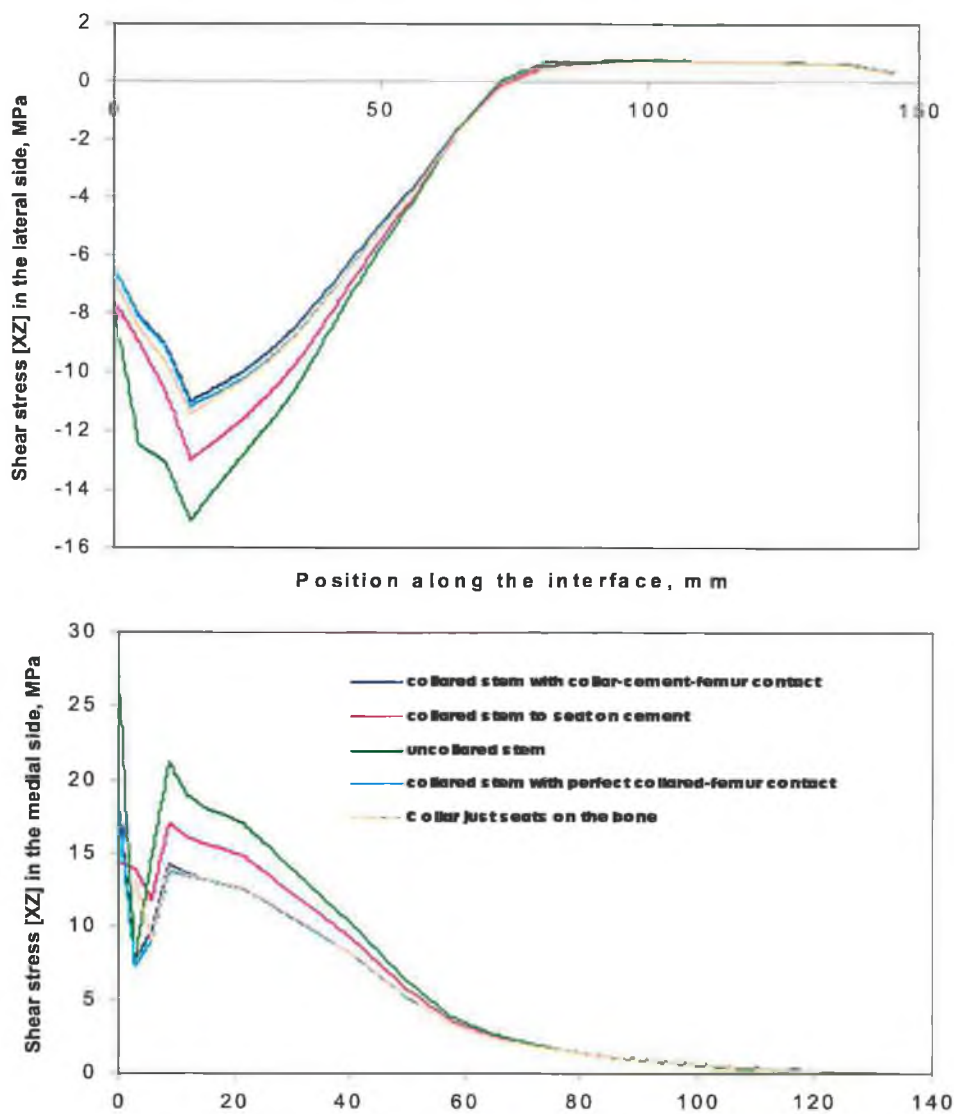 2
0
-2
-4
-6
-8
-10
-12
-14
-16
0 50 100 150
Shear stress [XZ] in the lateral side, MPa
Position along the interface, mm
30
25
20
15
10
5
0
0 20 40 60 80 100 120 140
Shear stress [XZ] in the medial side, MPa
collared stem with collar-cement-femur contact
collared stem to seat on cement
uncollared stem
collared stem with perfect collared-femur contact
Collar just seats on the bone